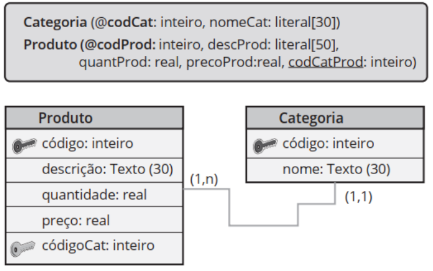 Categoria (@codCat: inteiro, nomeCat: literal[30])
Produto (@codProd: inteiro, descProd: literal[50],
quantProd: real, precoProd:real, codCatProd: inteiro)
Produto
código: inteiro
descrição: Texto (30)
quantidade: real
preço: real
códigoCat: inteiro
(1,n)
Categoria
código: inteiro
nome: Texto (30)
(1,1)